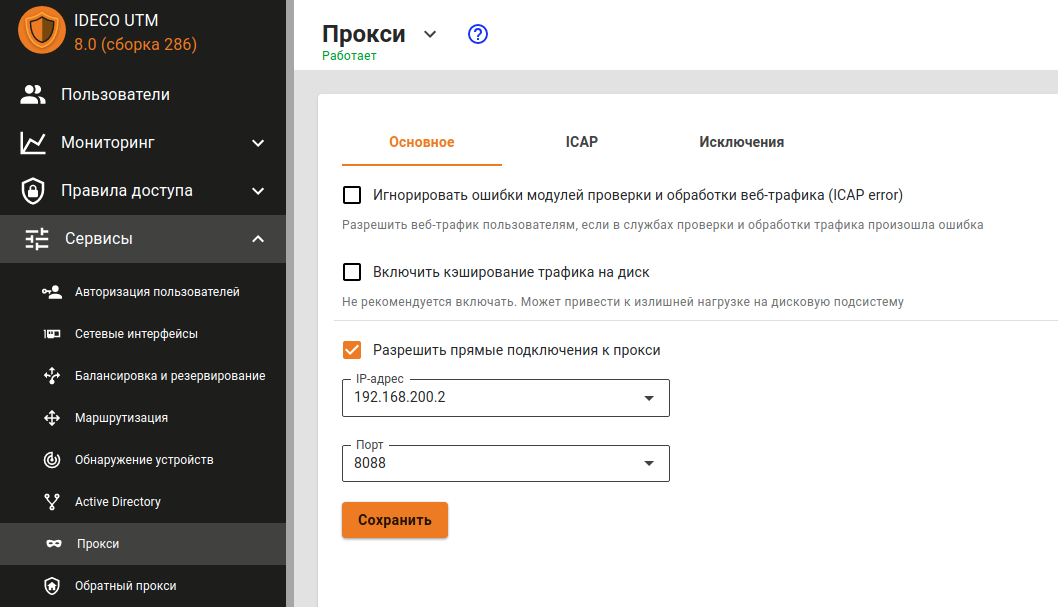 IDECO UTM
8.0 (сборка 286)
Пользователи
Мониторинг
Правила доступа
Сервисы
Авторизация пользователей
Сетевые интерфейсы
Балансировка и резервирование
Маршрутизация
Обнаружение устройств
Active Directory
Прокси
Обратный прокси
Прокси
Работает
Основное ICAP Исключения
Игнорировать ошибки модулей проверки и обработки веб-трафика (ICAP error)
Разрешить веб-трафик пользователям, если в службах проверки и обработки трафика произошла ошибка
Включить кэширование трафика на диск
Не рекомендуется включать. Может привести к излишней нагрузке на дисковую подсистему
Разрешить прямые подключения к прокси
IP-адрес
192.168.200.2
Порт
8088
Сохранить